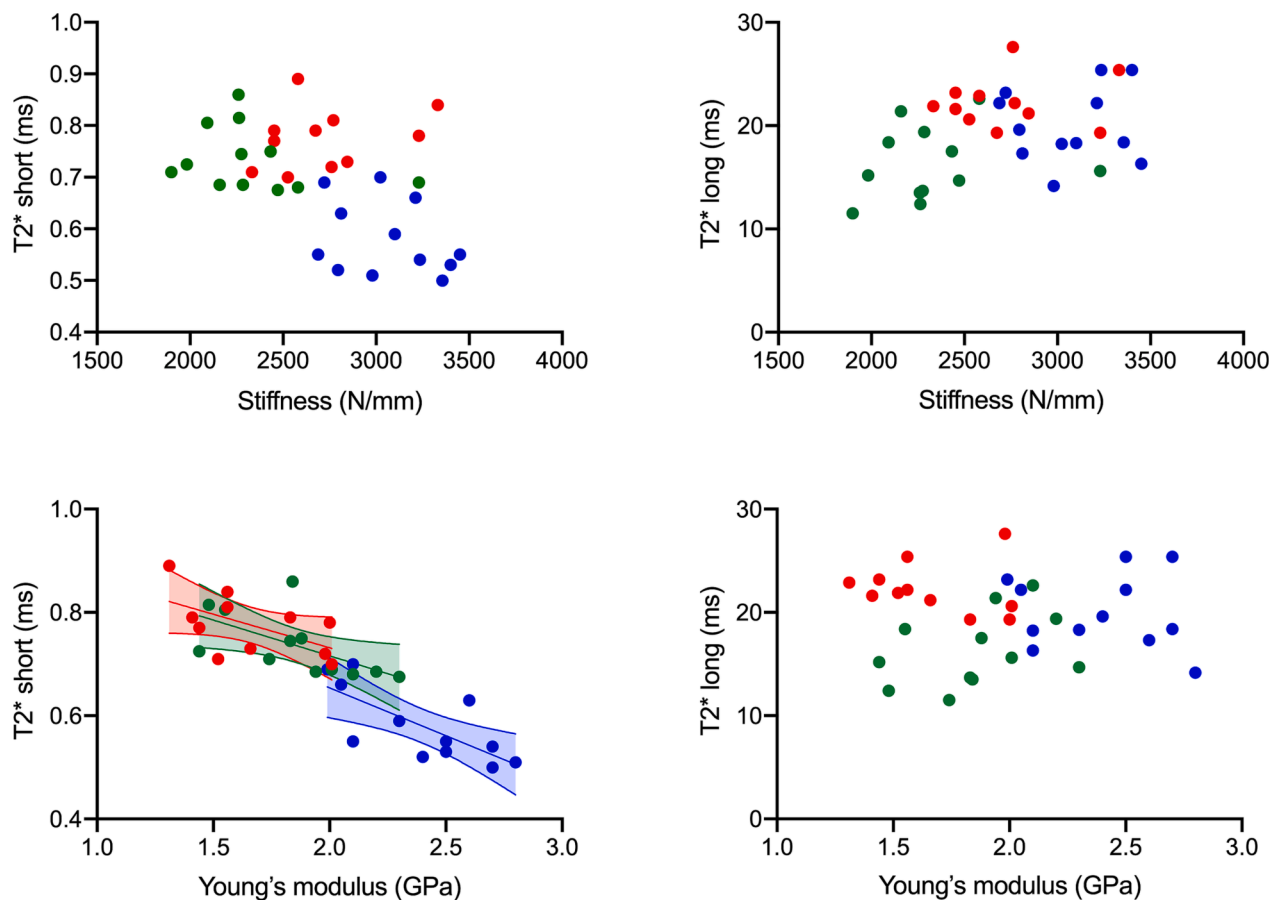 1.0
0.9
0.8
0.7
0.6
0.5
0.4
T2* short (ms)
1500 2000 2500 3000 3500 4000
Stiffness (N/mm)
30
20
10
0
T2* long (ms)
1500 2000 2500 3000 3500 4000
Stiffness (N/mm)
1.0
0.8
0.6
0.4
T2* short (ms)
1.0 1.5 2.0 2.5 3.0
Young’s modulus (GPa)
30
20
10
0
T2* long (ms)
1.0 1.5 2.0 2.5 3.0
Young’s modulus (GPa)